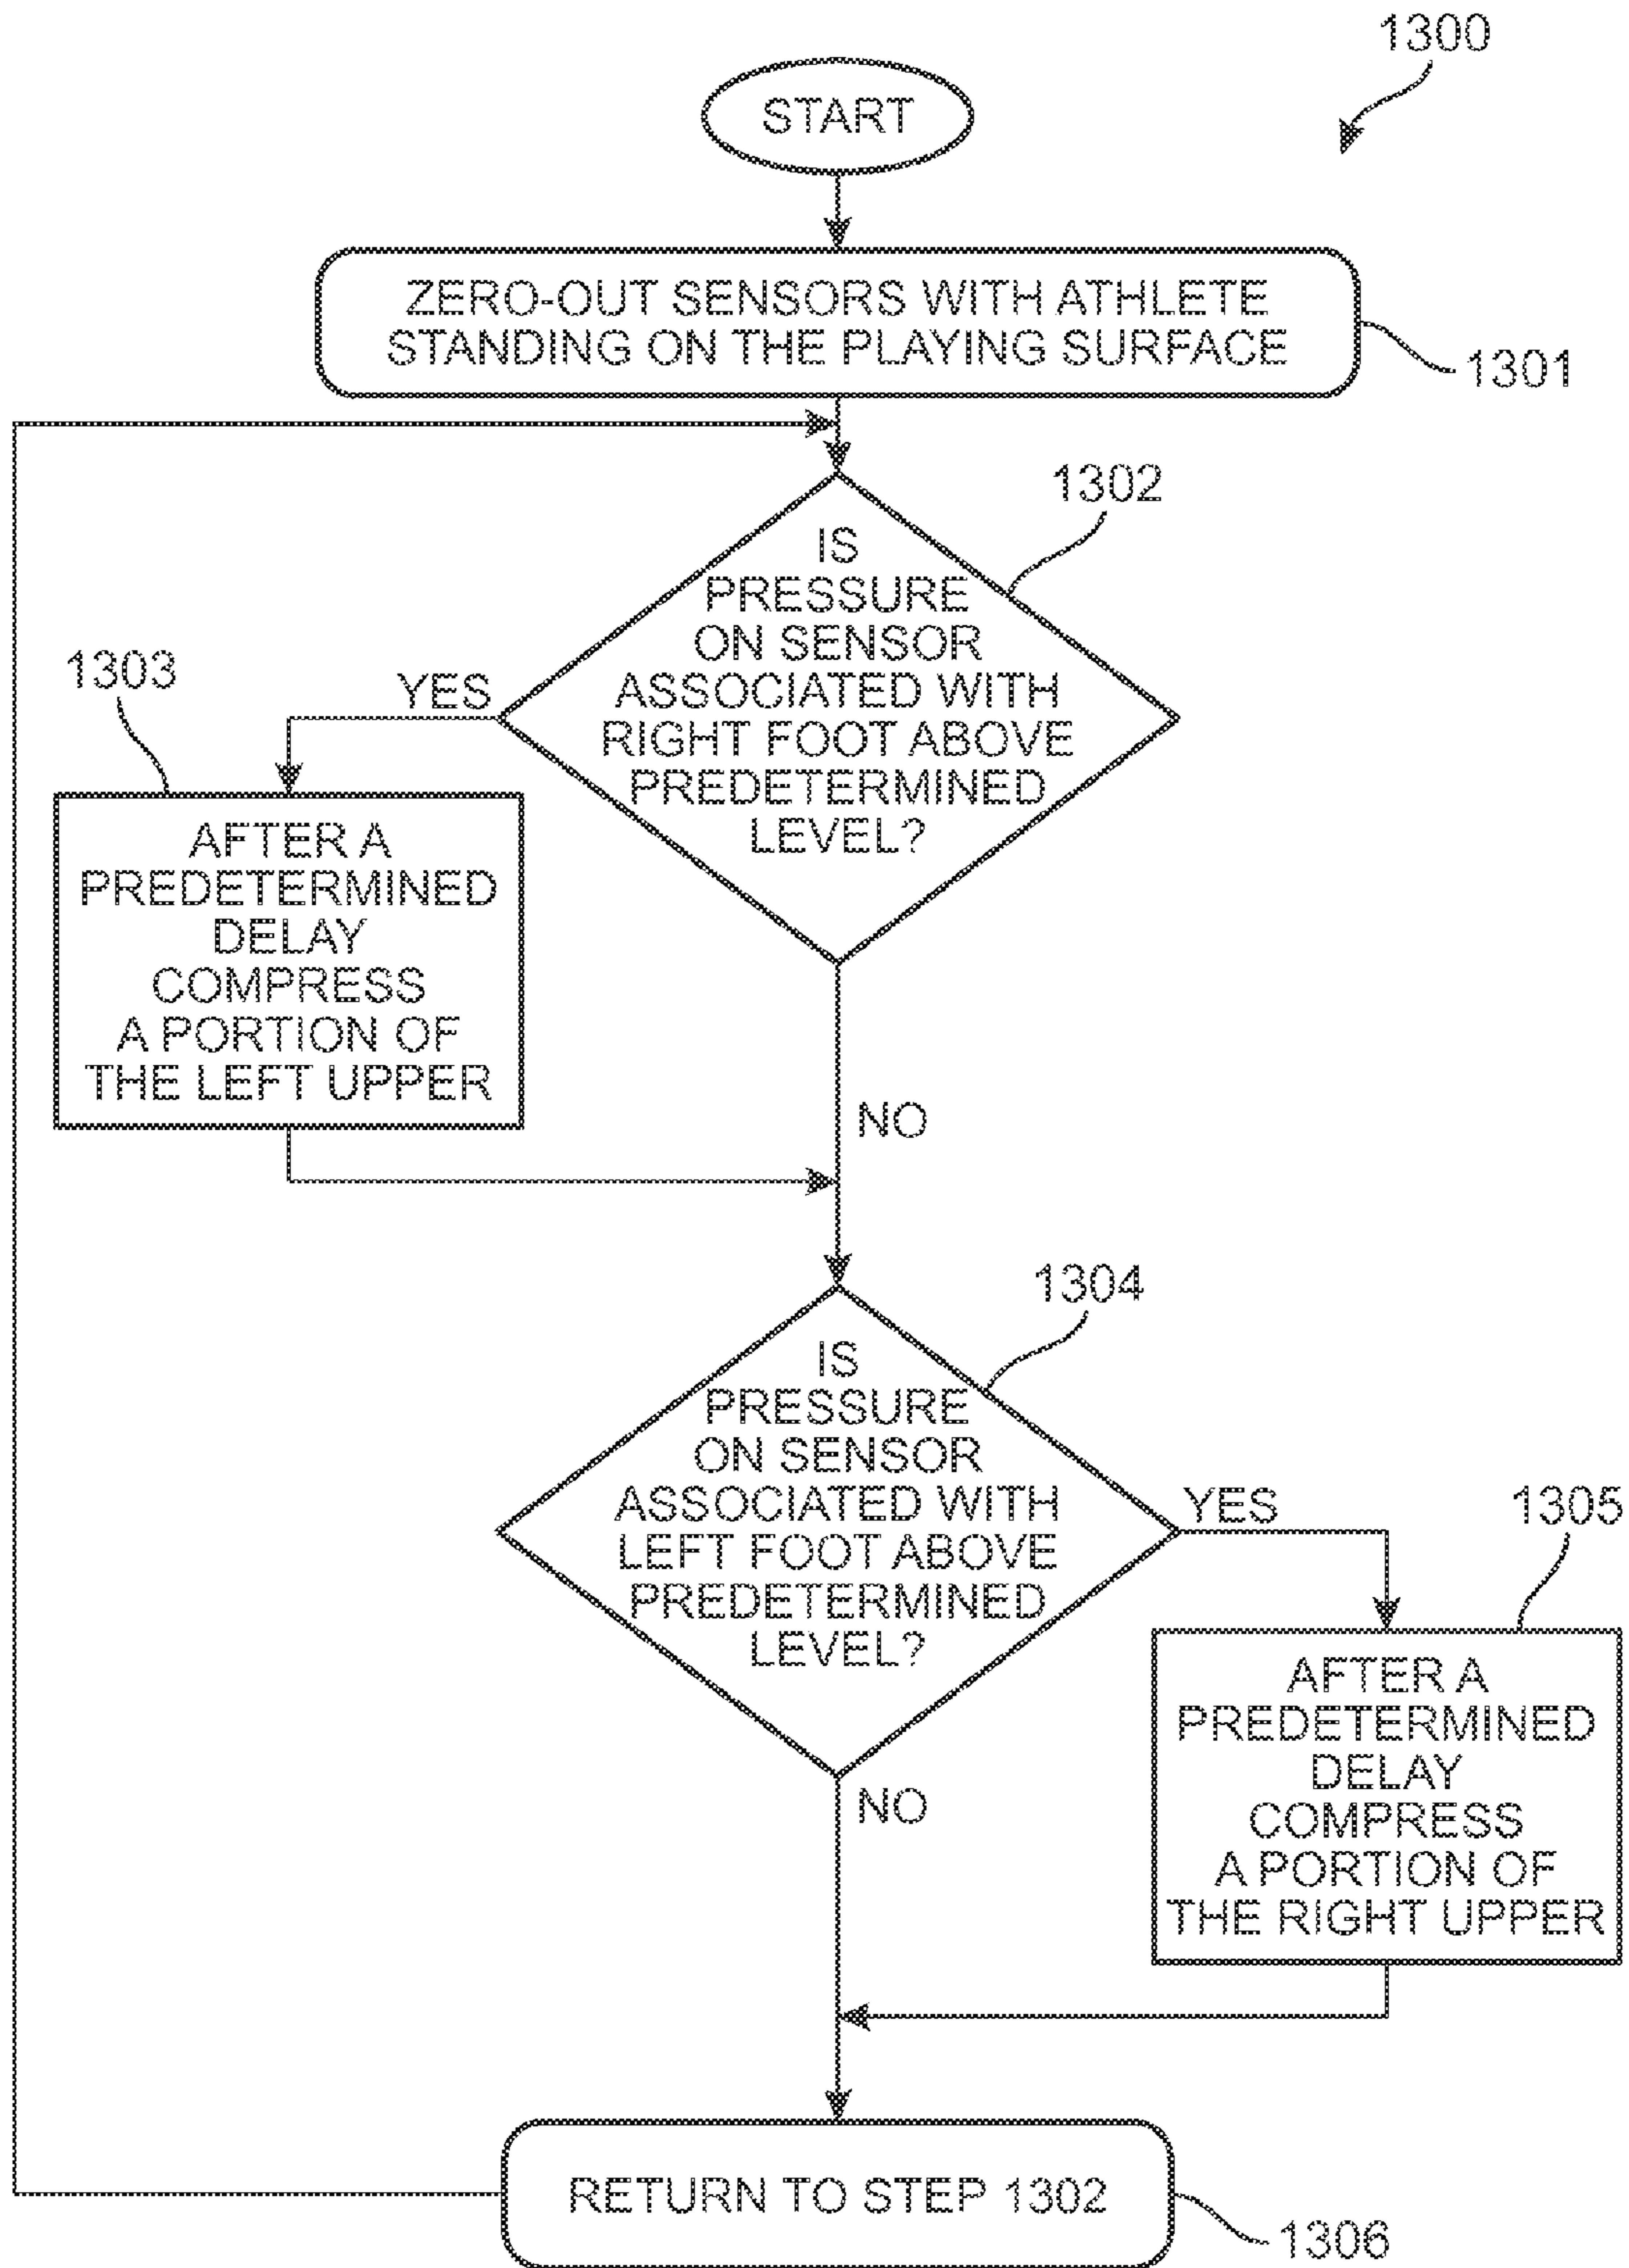 1300
START
ZERO-OUT SENSORS WITH ATHLETE
STANDING ON THE PLAYING SURFACE
1301
1302
IS
PRESSURE
ON SENSOR
ASSOCIATED WITH
RIGHT FOOT ABOVE
PREDETERMINED
LEVEL?
YES
1303
AFTER A
PREDETERMINED
DELAY
COMPRESS
A PORTION OF
THE LEFT UPPER
NO
1304
IS
PRESSURE
ON SENSOR
ASSOCIATED WITH
LEFT FOOT ABOVE
PREDETERMINED
LEVEL?
YES
1305
AFTER A
PREDETERMINED
DELAY
COMPRESS
A PORTION OF
THE RIGHT UPPER
NO
RETURN TO STEP 1302
1306